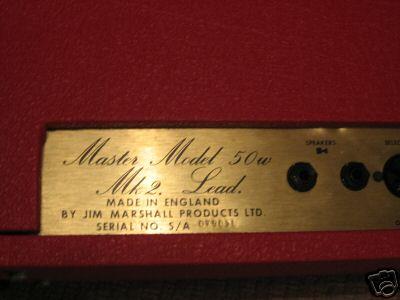 Master Model 50w
Mk2. Lead.
MADE IN ENGLAND
BY JIM MARSHALL PRODUCTS LTD.
SERIAL NO. S/A
SPEAKERS